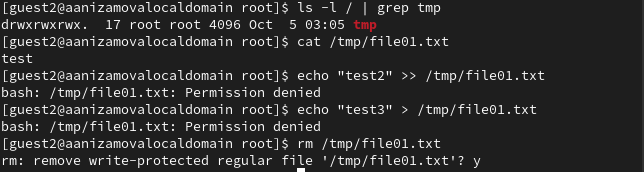 [guest2@aanizamovalocaldomain root]$ ls -l / | grep tmp
drwxrwxrwx.  17 root root 4096 Oct  5 03:05 tmp
[guest2@aanizamovalocaldomain root]$ cat /tmp/file01.txt
test
[guest2@aanizamovalocaldomain root]$ echo "test2" >> /tmp/file01.txt
bash: /tmp/file01.txt: Permission denied
[guest2@aanizamovalocaldomain root]$ echo "test3" > /tmp/file01.txt
bash: /tmp/file01.txt: Permission denied
[guest2@aanizamovalocaldomain root]$ rm /tmp/file01.txt
rm: remove write-protected regular file '/tmp/file01.txt'? y